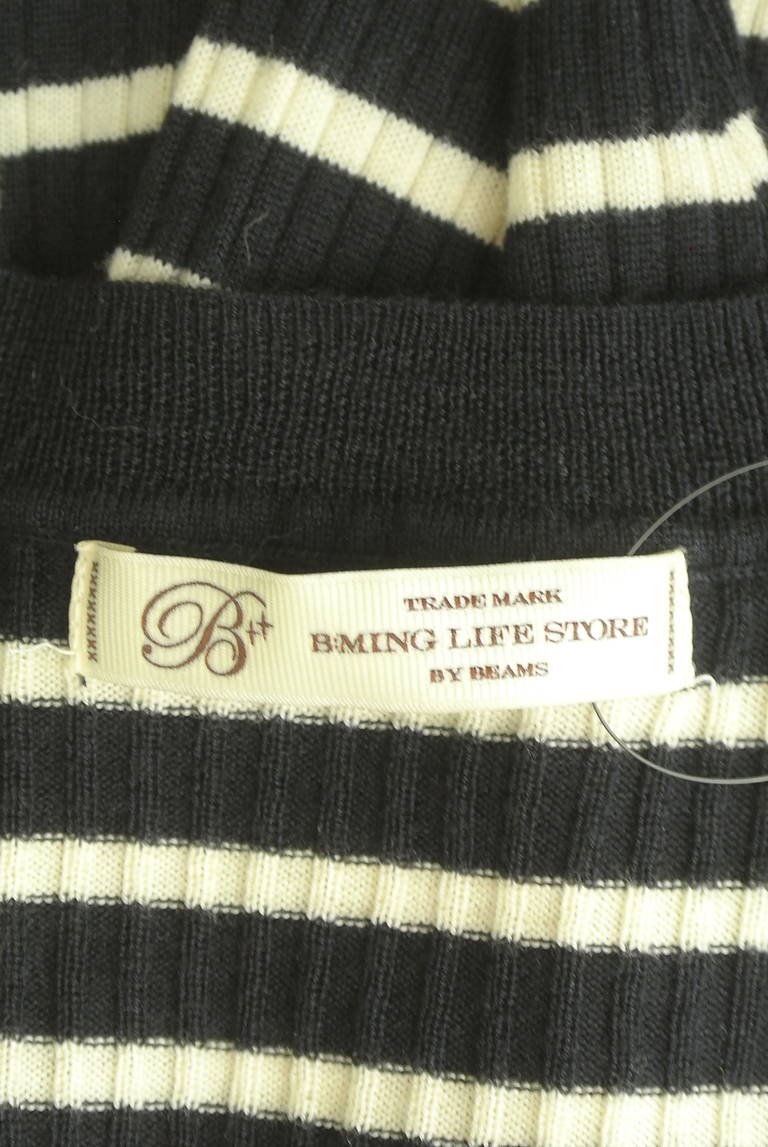 B++
TRADE MARK
B:MING LIFE STORE
BY BEAMS